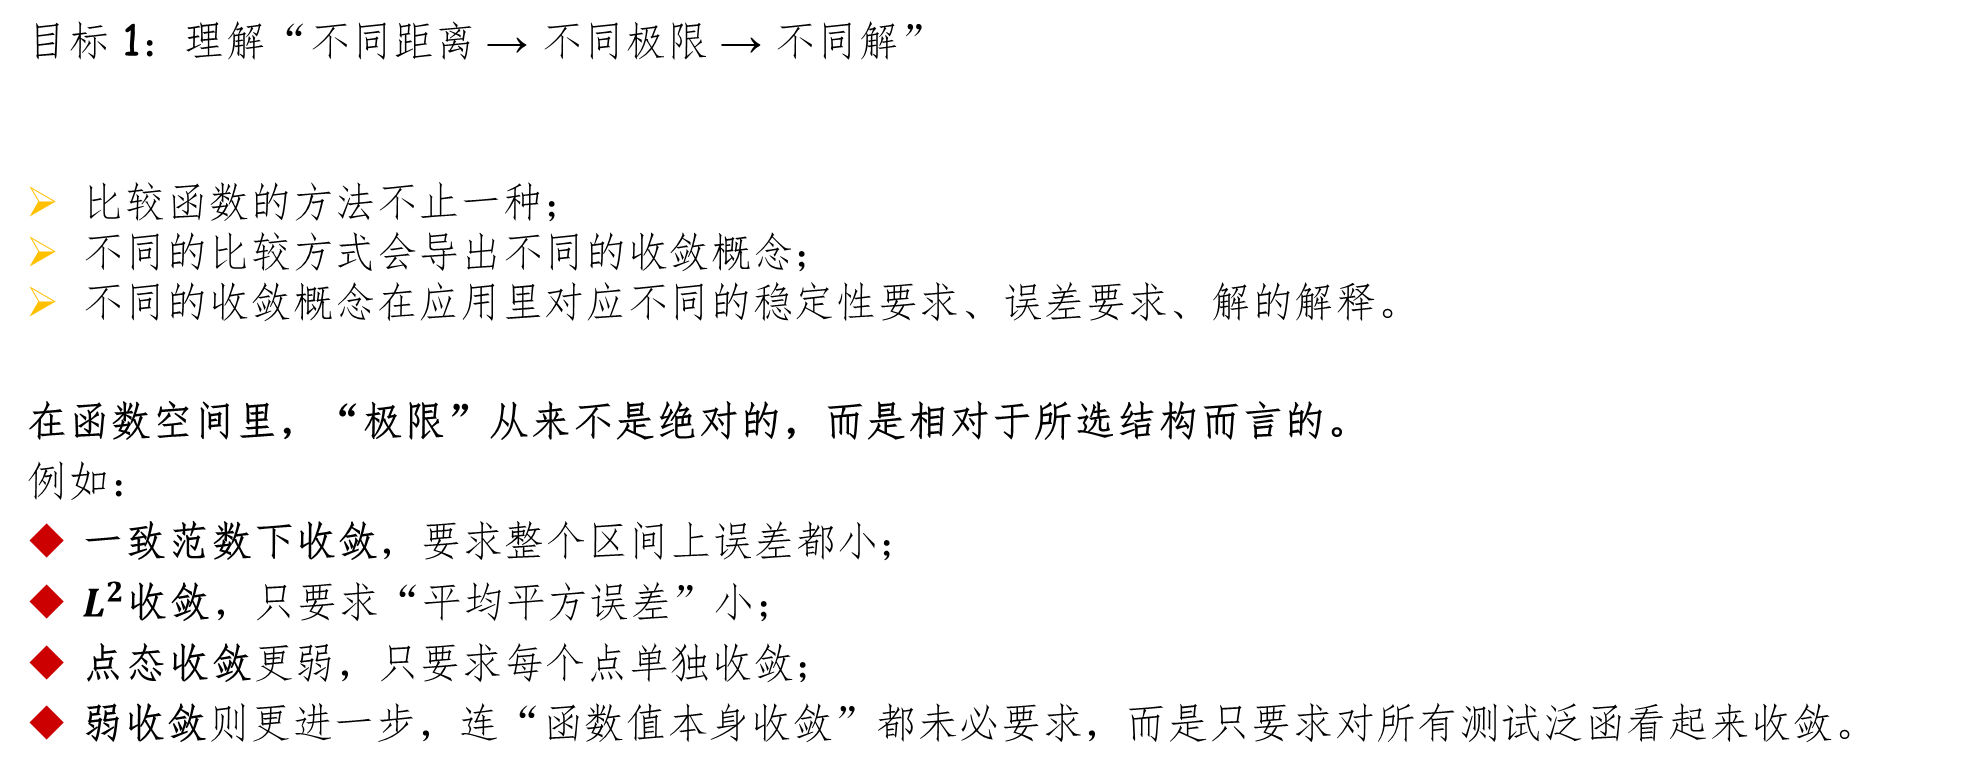 目标 1：理解“不同距离 → 不同极限 → 不同解”
比较函数的方法不止一种；
不同的比较方式会导出不同的收敛概念；
不同的收敛概念在应用里对应不同的稳定性要求、误差要求、解的解释。
在函数空间里，“极限”从来不是绝对的，而是相对于所选结构而言的。
例如：
一致范数下收敛，要求整个区间上误差都小；
L²收敛，只要求“平均平方误差”小；
点态收敛更弱，只要求每个点单独收敛；
弱收敛则更进一步，连“函数值本身收敛”都未必要求，而是只要求对所有测试泛函看起来收敛。